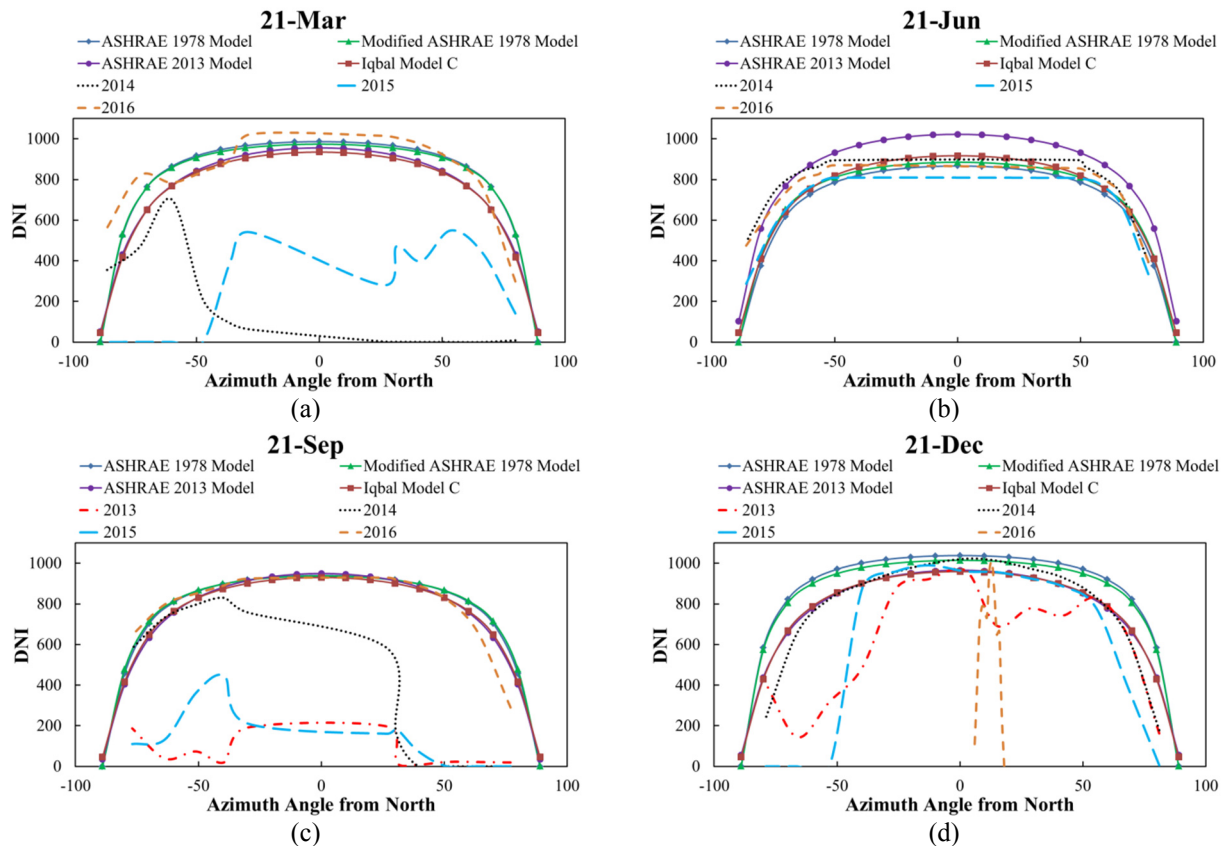 21-Mar
ASHRAE 1978 Model
Modified ASHRAE 1978 Model
ASHRAE 2013 Model
Iqbal Model C
2014
2015
2016
DNI
1000
800
600
400
200
0
-100
-50
0
50
100
Azimuth Angle from North
(a)
21-Jun
ASHRAE 1978 Model
Modified ASHRAE 1978 Model
ASHRAE 2013 Model
Iqbal Model C
2014
2015
2016
DNI
1000
800
600
400
200
0
-100
-50
0
50
100
Azimuth Angle from North
(b)
21-Sep
ASHRAE 1978 Model
Modified ASHRAE 1978 Model
ASHRAE 2013 Model
Iqbal Model C
2013
2014
2015
2016
DNI
1000
800
600
400
200
0
-100
-50
0
50
100
Azimuth Angle from North
(c)
21-Dec
ASHRAE 1978 Model
Modified ASHRAE 1978 Model
ASHRAE 2013 Model
Iqbal Model C
2013
2014
2015
2016
DNI
1000
800
600
400
200
0
-100
-50
0
50
100
Azimuth Angle from North
(d)